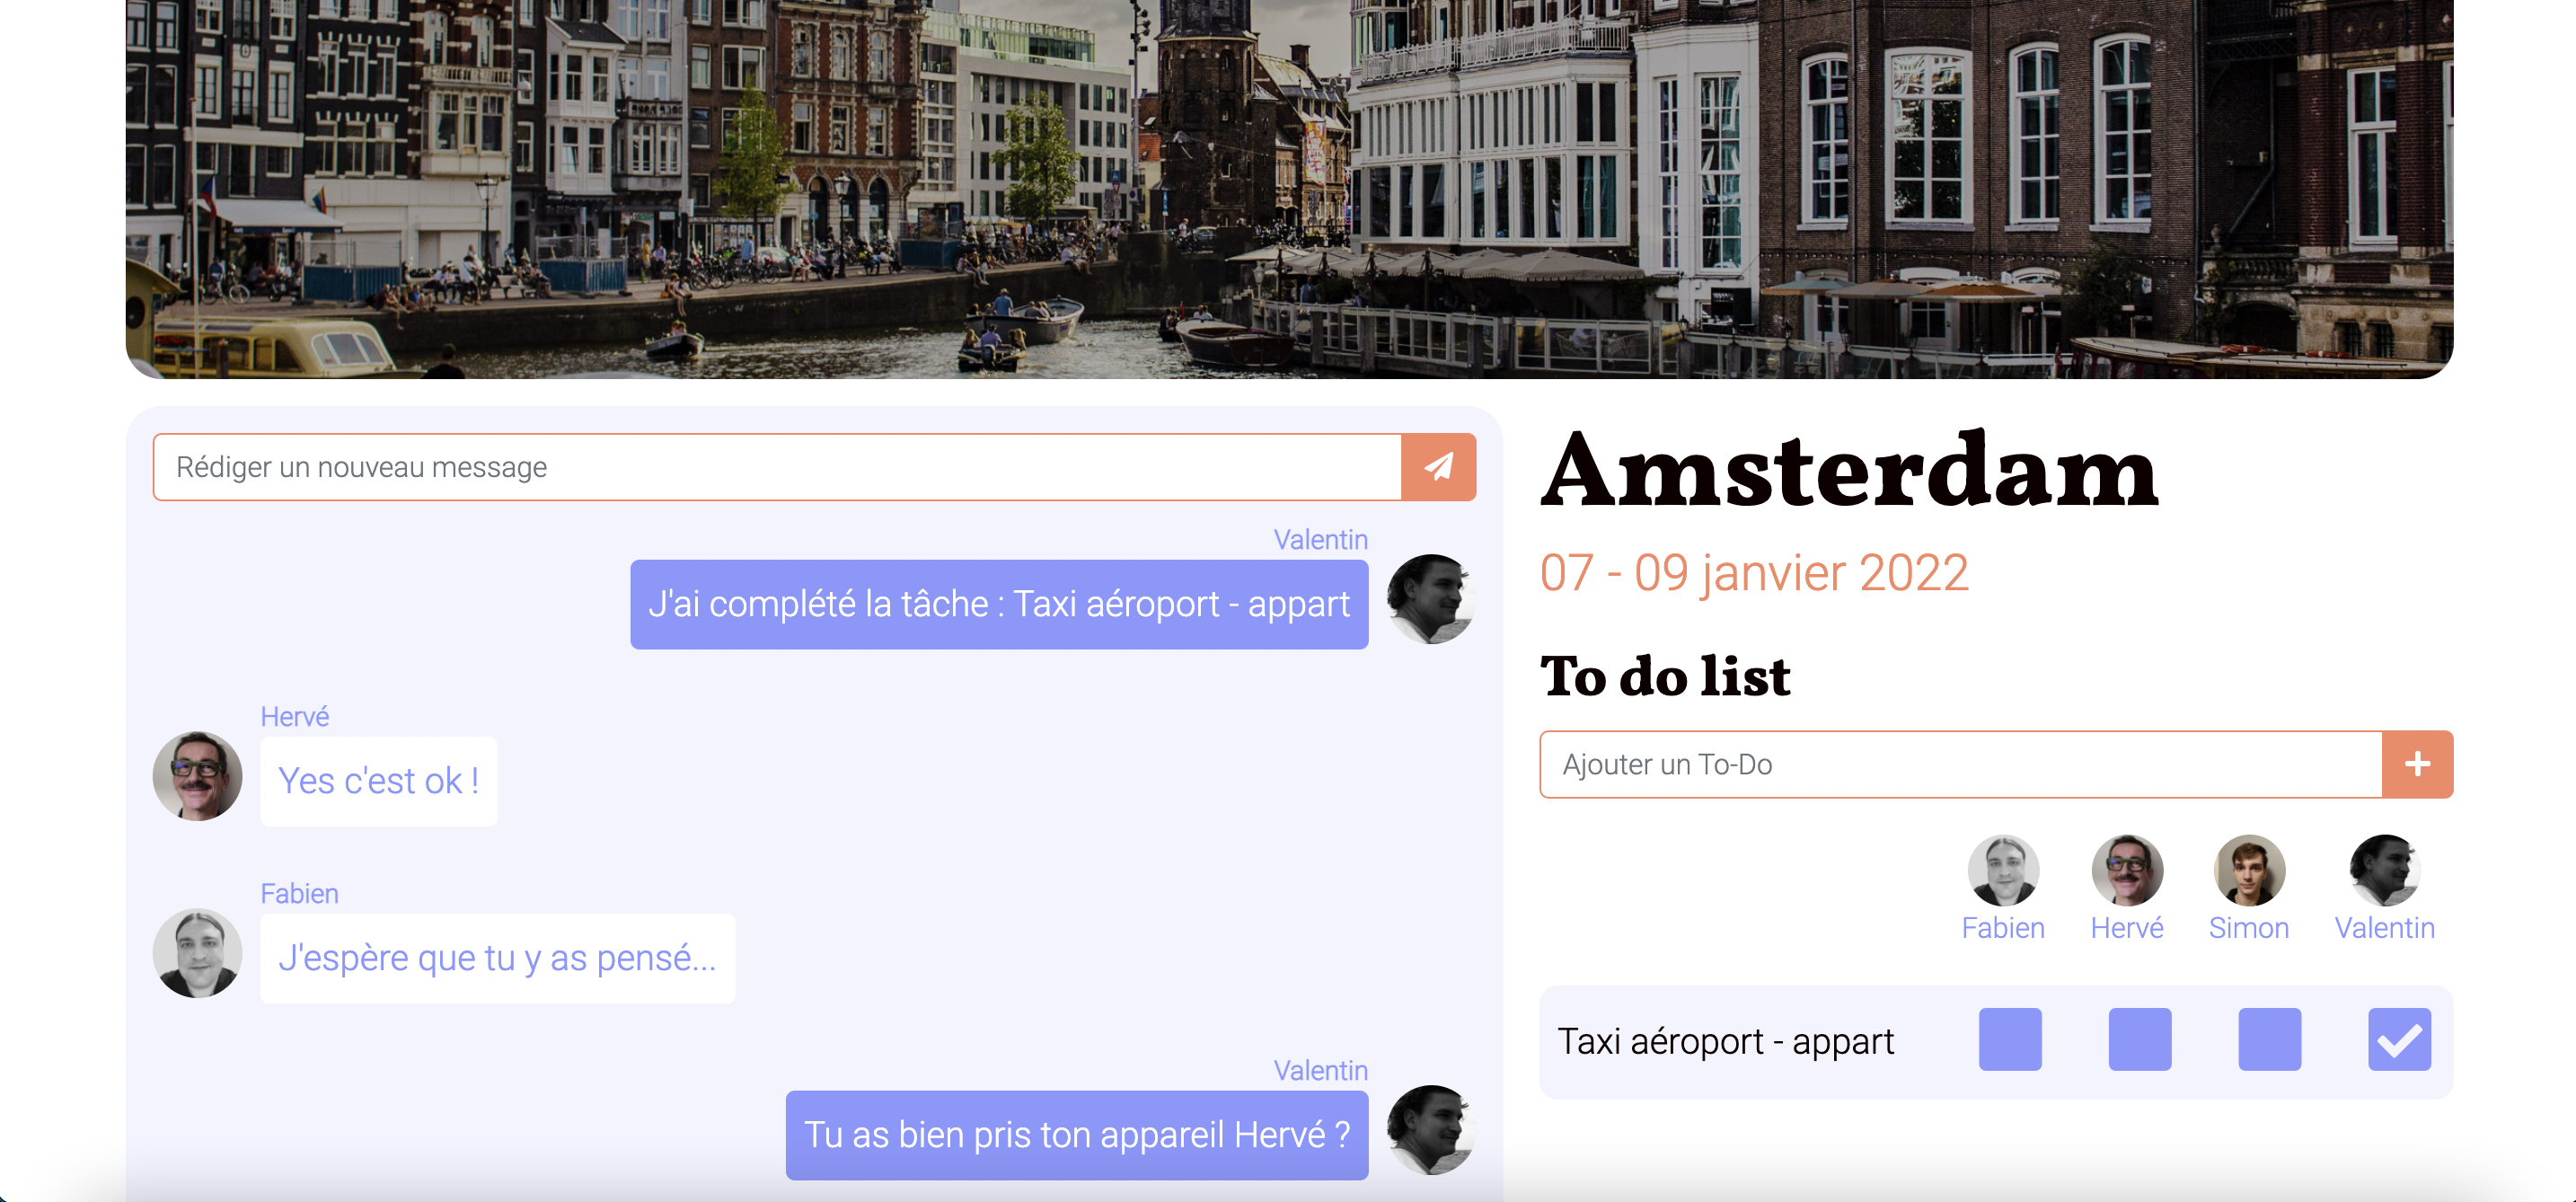 Rédiger un nouveau message
Valentin
J'ai complété la tâche : Taxi aéroport - appart
Hervé
Yes c'est ok !
Fabien
J'espère que tu y as pensé...
Valentin
Tu as bien pris ton appareil Hervé ?
Amsterdam
07 - 09 janvier 2022
To do list
Ajouter un To-Do
Fabien Hervé Simon Valentin
Taxi aéroport - appart